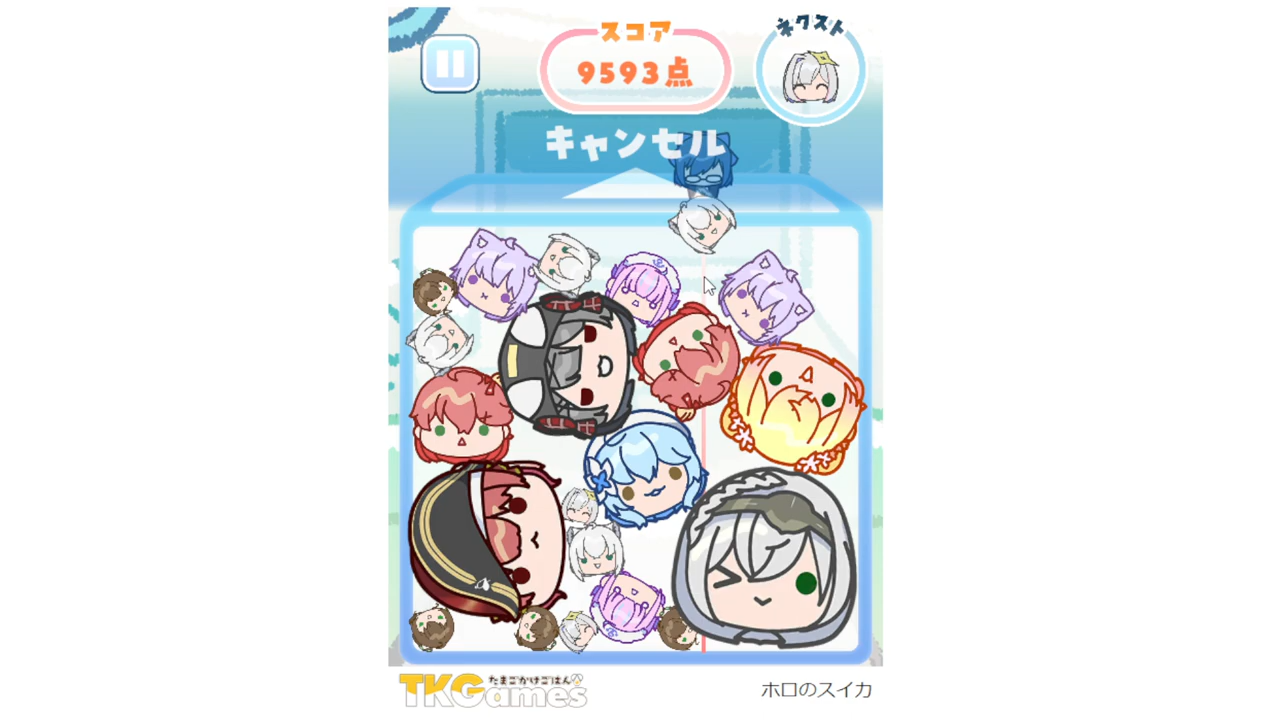 スコア
9593点
ネクスト
キャンセル
たまごかけごはん
TKGames
ホロのスイカ